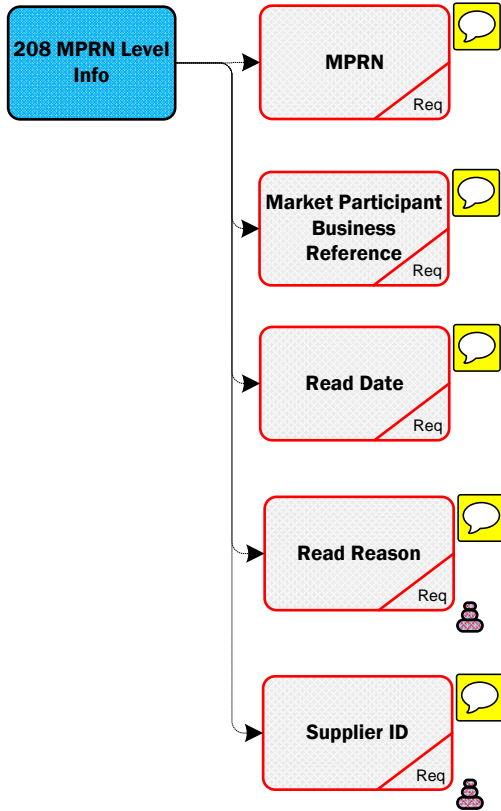 208 MPRN Level
Info
MPRN
Req
Market Participant
Business
Reference
Req
Read Date
Req
Read Reason
Req
Supplier ID
Req